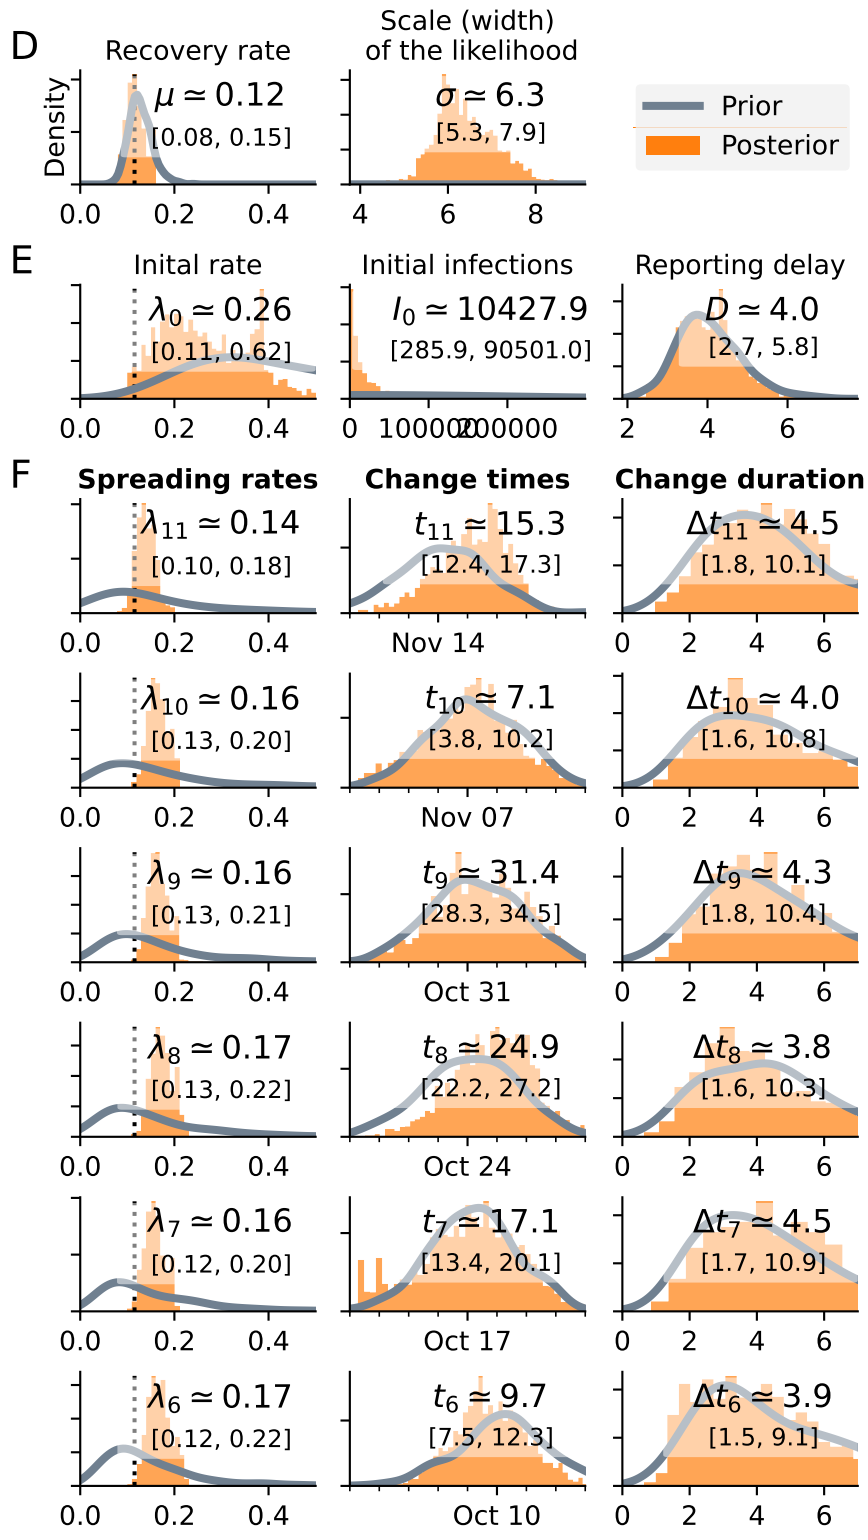 D
Recovery rate
Scale (width)
of the likelihood
Density
μ ≃ 0.12
[0.08, 0.15]
σ ≃ 6.3
[5.3, 7.9]
Prior
Posterior
0.0 0.2 0.4
4 6 8
E
Inital rate
Initial infections
Reporting delay
λ0 ≃ 0.26
[0.11, 0.62]
I0 ≃ 10427.9
[285.9, 90501.0]
D ≃ 4.0
[2.7, 5.8]
0.0 0.2 0.4
0 100000 200000
2 4 6
F
Spreading rates
Change times
Change duration
λ11 ≃ 0.14
[0.10, 0.18]
t11 ≃ 15.3
[12.4, 17.3]
Δt11 ≃ 4.5
[1.8, 10.1]
0.0 0.2 0.4
Nov 14
0 2 4 6
λ10 ≃ 0.16
[0.13, 0.20]
t10 ≃ 7.1
[3.8, 10.2]
Δt10 ≃ 4.0
[1.6, 10.8]
0.0 0.2 0.4
Nov 07
0 2 4 6
λ9 ≃ 0.16
[0.13, 0.21]
t9 ≃ 31.4
[28.3, 34.5]
Δt9 ≃ 4.3
[1.8, 10.4]
0.0 0.2 0.4
Oct 31
0 2 4 6
λ8 ≃ 0.17
[0.13, 0.22]
t8 ≃ 24.9
[22.2, 27.2]
Δt8 ≃ 3.8
[1.6, 10.3]
0.0 0.2 0.4
Oct 24
0 2 4 6
λ7 ≃ 0.16
[0.12, 0.20]
t7 ≃ 17.1
[13.4, 20.1]
Δt7 ≃ 4.5
[1.7, 10.9]
0.0 0.2 0.4
Oct 17
0 2 4 6
λ6 ≃ 0.17
[0.12, 0.22]
t6 ≃ 9.7
[7.5, 12.3]
Δt6 ≃ 3.9
[1.5, 9.1]
0.0 0.2 0.4
Oct 10
0 2 4 6